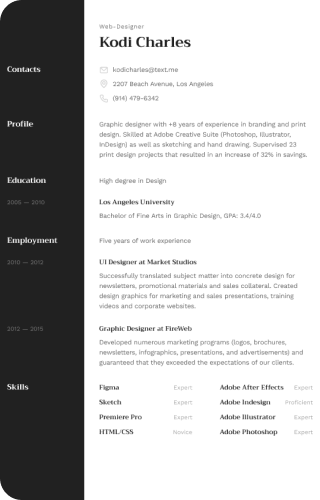 Web-Designer
Kodi Charles
Contacts
kodicharles@text.me
2207 Beach Avenue, Los Angeles
(914) 479-6342
Profile
Graphic designer with +8 years of experience in branding and print
design. Skilled at Adobe Creative Suite (Photoshop, Illustrator,
InDesign) as well as sketching and hand drawing. Supervised 23
print design projects that resulted in an increase of 32% in savings.
Education
High degree in Design
2005 — 2010
Los Angeles University
Bachelor of Fine Arts in Graphic Design, GPA: 3.4/4.0
Employment
Five years of work experience
2010 — 2012
UI Designer at Market Studios
Successfully translated subject matter into concrete design for
newsletters, promotional materials and sales collateral. Created
design graphics for marketing and sales presentations, training
videos and corporate websites.
2012 — 2015
Graphic Designer at FireWeb
Developed numerous marketing programs (logos, brochures,
newsletters, infographics, presentations, and advertisements) and
guaranteed that they exceeded the expectations of our clients.
Skills
Figma Expert Adobe After Effects Expert
Sketch Expert Adobe Indesign Proficient
Premiere Pro Expert Adobe Illustrator Expert
HTML/CSS Novice Adobe Photoshop Expert